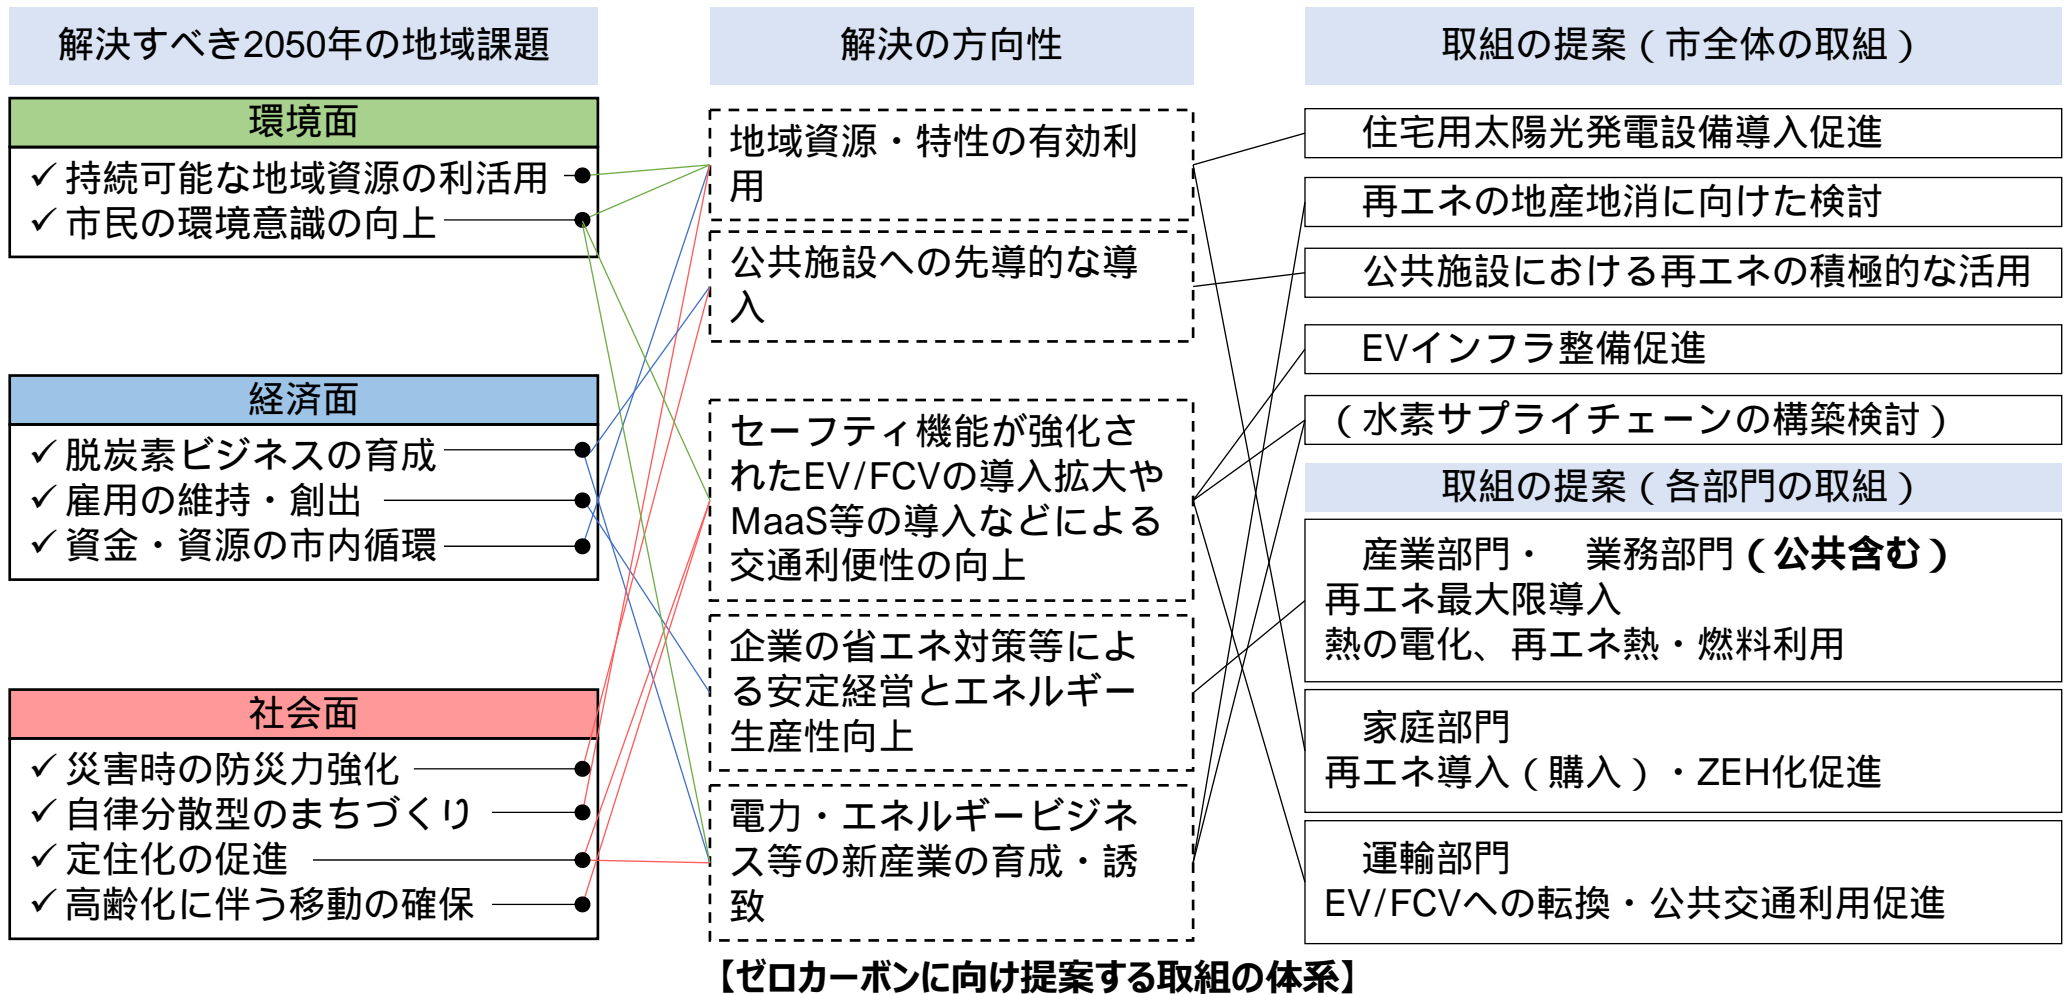 解決すべき2050年の地域課題
環境面
✓持続可能な地域資源の利活用
✓市民の環境意識の向上
経済面
✓脱炭素ビジネスの育成
✓雇用の維持・創出
✓資金・資源の市内循環
社会面
✓災害時の防災力強化
✓自律分散型のまちづくり
✓定住化の促進
✓高齢化に伴う移動の確保
解決の方向性
地域資源・特性の有効利
用
公共施設への先導的な導
入
セーフティ機能が強化さ
れたEV/FCVの導入拡大や
MaaS等の導入などによる
交通利便性の向上
企業の省エネ対策等によ
る安定経営とエネルギー
生産性向上
電力・エネルギービジネ
ス等の新産業の育成・誘
致
取組の提案（市全体の取組）
住宅用太陽光発電設備導入促進
再エネの地産地消に向けた検討
公共施設における再エネの積極的な活用
EVインフラ整備促進
（水素サプライチェーンの構築検討）
取組の提案（各部門の取組）
産業部門・　業務部門（公共含む）
再エネ最大限導入
熱の電化、再エネ熱・燃料利用
家庭部門
再エネ導入（購入）・ZEH化促進
運輸部門
EV/FCVへの転換・公共交通利用促進
【ゼロカーボンに向け提案する取組の体系】